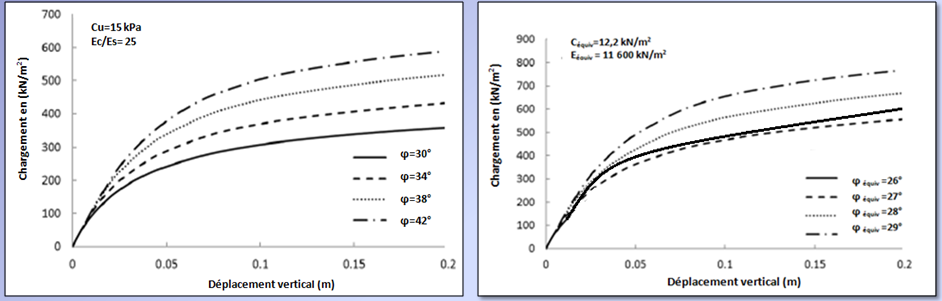 700
600
500
400
300
200
100
0
Chargement en (kN/m²)
Cu=15 kPa
Ec/Es= 25
φ=30°
φ=34°
φ=38°
φ=42°
0
0.05
0.1
0.15
0.2
Déplacement vertical (m)
900
800
700
600
500
400
300
200
100
0
Chargement en (kN/m²)
Céquiv=12,2 kN/m²
Eéquiv = 11 600 kN/m²
φ équiv =26°
φ équiv =27°
φ équiv =28°
φ équiv =29°
0
0.05
0.1
0.15
0.2
Déplacement vertical (m)